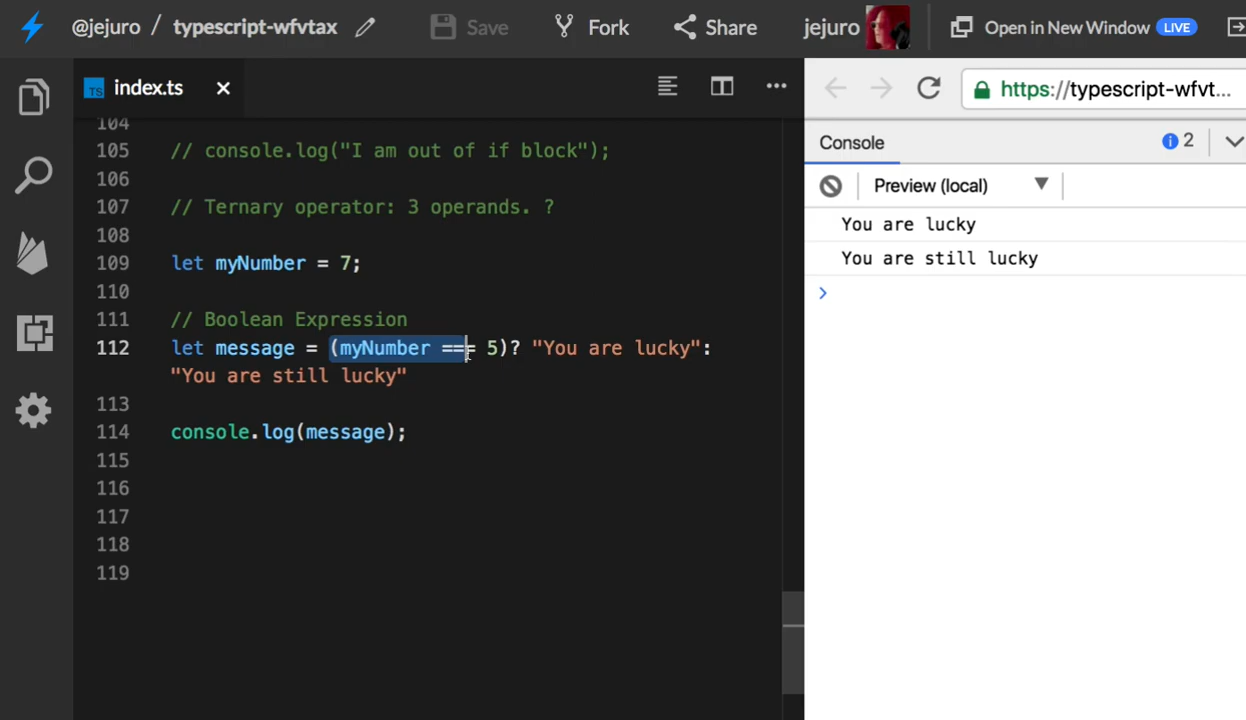 @jejuro / typescript-wfvtax Save Fork Share jejuro Open in New Window LIVE
TS index.ts
https://typescript-wfvt...
Console 2
Preview (local)
You are lucky
You are still lucky
104
105 // console.log("I am out of if block");
106
107 // Ternary operator: 3 operands. ?
108
109 let myNumber = 7;
110
111 // Boolean Expression
112 let message = (myNumber === 5)? "You are lucky":
"You are still lucky"
113
114 console.log(message);
115
116
117
118
119